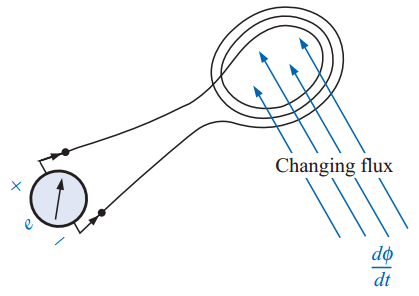 +
e
−
Changing flux
dϕ
dt